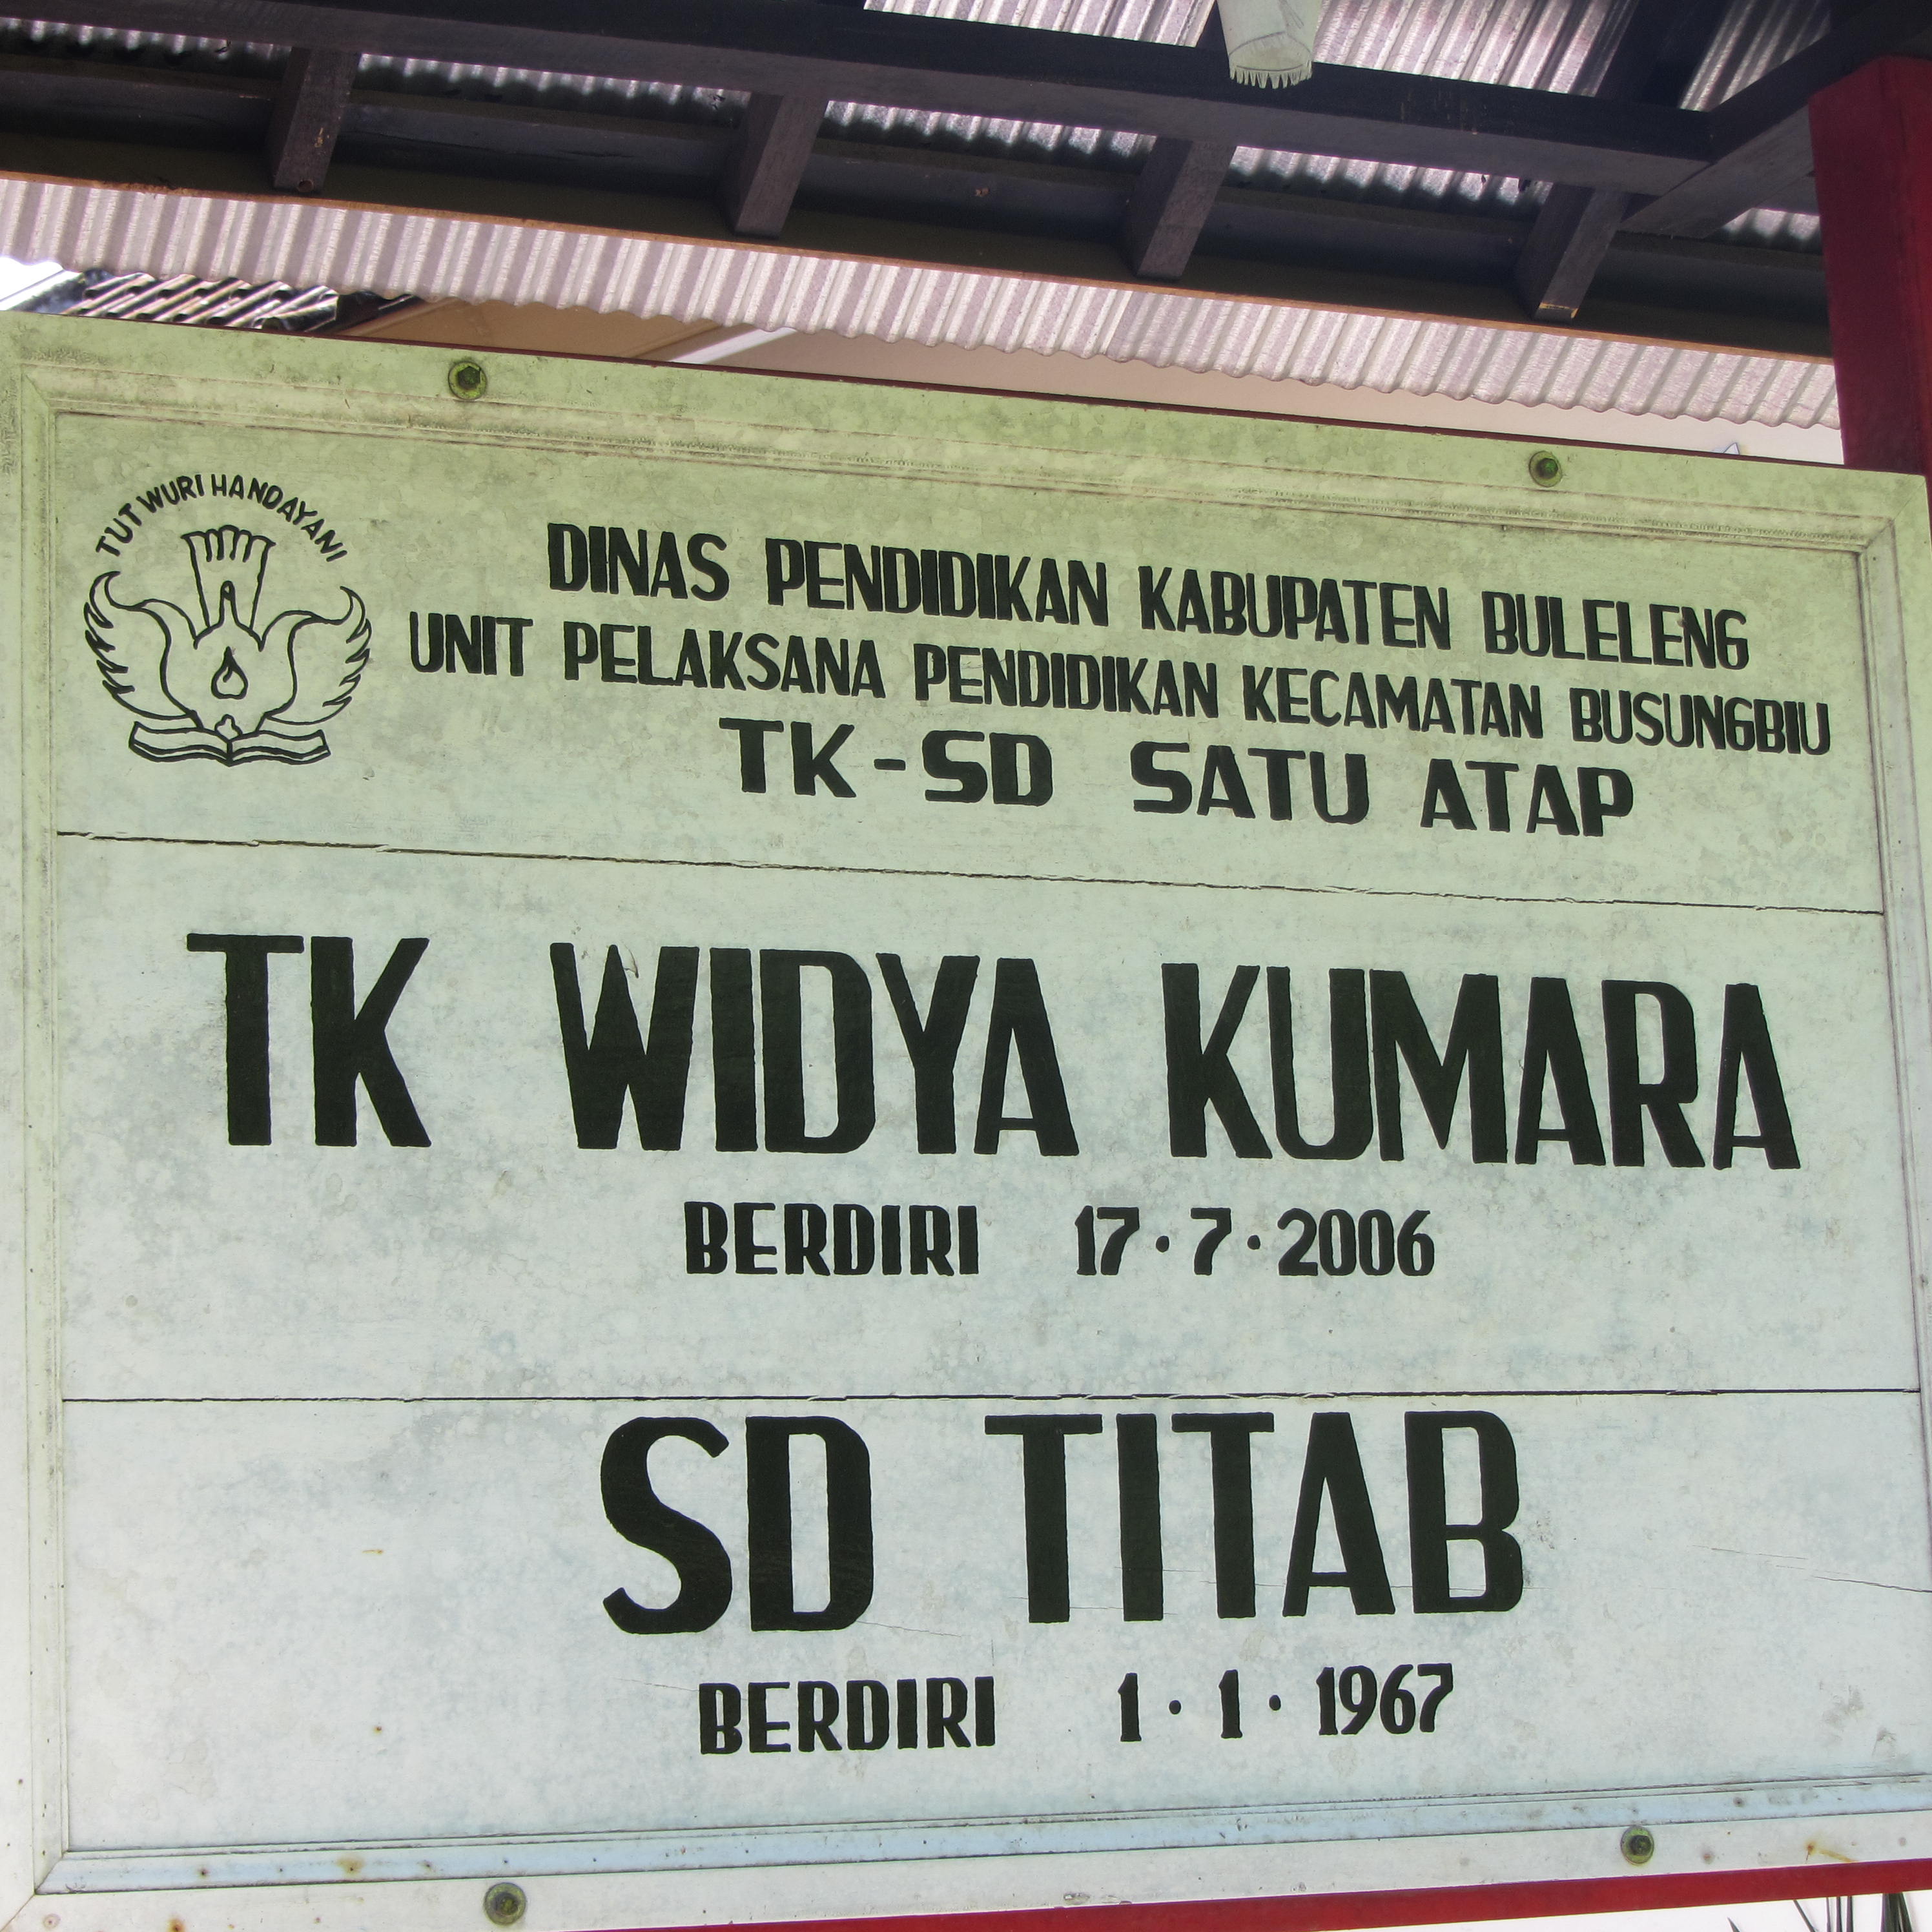 TUT WURI HANDAYANI
DINAS PENDIDIKAN KABUPATEN BULELENG
UNIT PELAKSANA PENDIDIKAN KECAMATAN BUSUNGBIU
TK-SD SATU ATAP
TK WIDYA KUMARA
BERDIRI 17·7·2006
SD TITAB
BERDIRI 1·1·1967